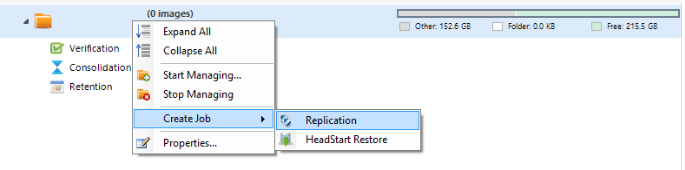 (0 images)
Other: 152.6 GB Folder: 0.0 KB Free: 215.5 GB
Verification
Consolidation
Retention
Expand All
Collapse All
Start Managing...
Stop Managing
Create Job
Properties...
Replication
HeadStart Restore